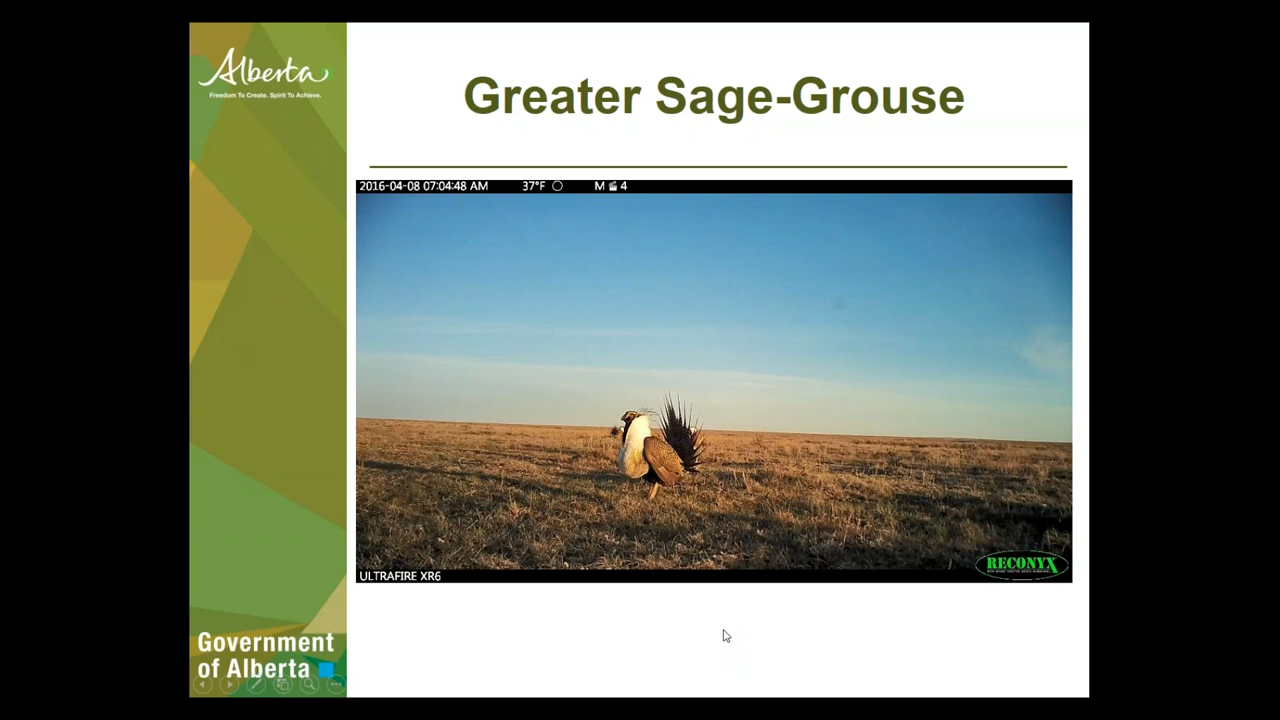 Alberta
Freedom To Create. Spirit To Achieve.
Greater Sage-Grouse
2016-04-08 07:04:48 AM 37°F M 4
ULTRAFIRE XR6
RECONYX
Government
of Alberta